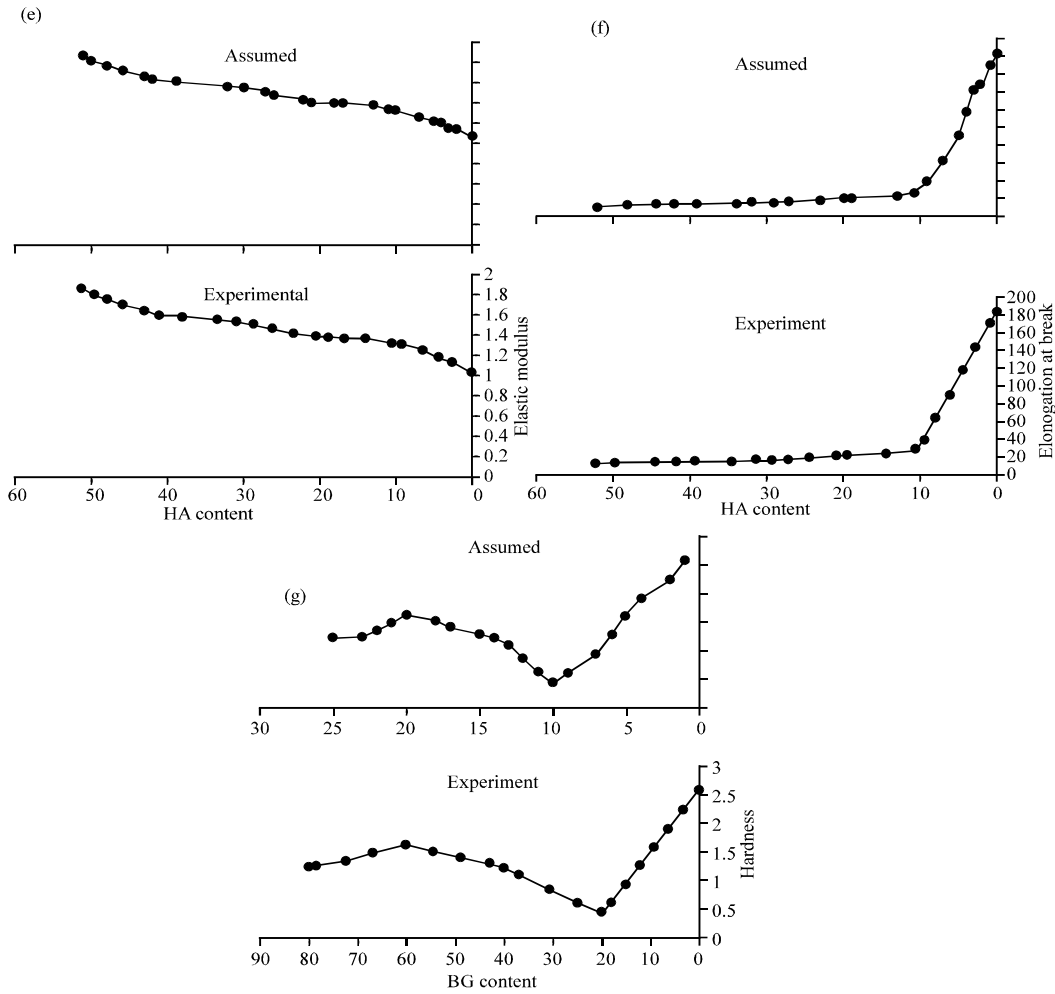 (e)
Assumed
Experimental
2
1.8
1.6
1.4
1.2
1
0.8
0.6
0.4
0.2
0
Elastic modulus
60 50 40 30 20 10 0
HA content
(f)
Assumed
Experiment
200
180
160
140
120
100
80
60
40
20
0
Elonogation at break
60 50 40 30 20 10 0
HA content
(g)
Assumed
30 25 20 15 10 5 0
Experiment
3
2.5
2
1.5
1
0.5
0
Hardness
90 80 70 60 50 40 30 20 10 0
BG content